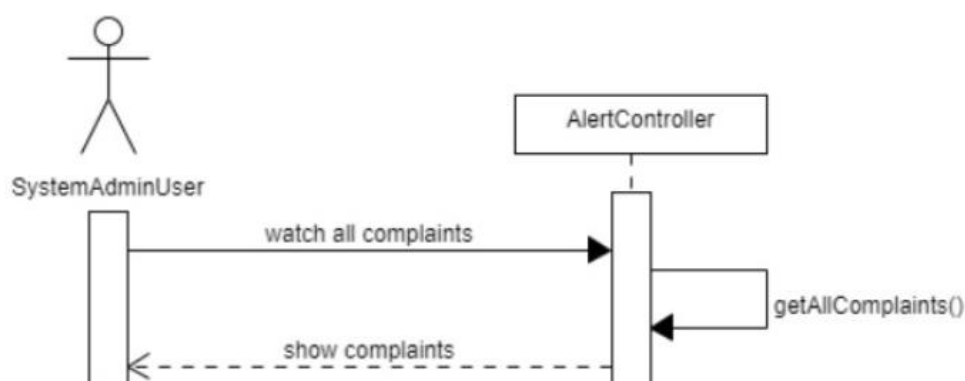 AlertController
SystemAdminUser
watch all complaints
getAllComplaints()
show complaints